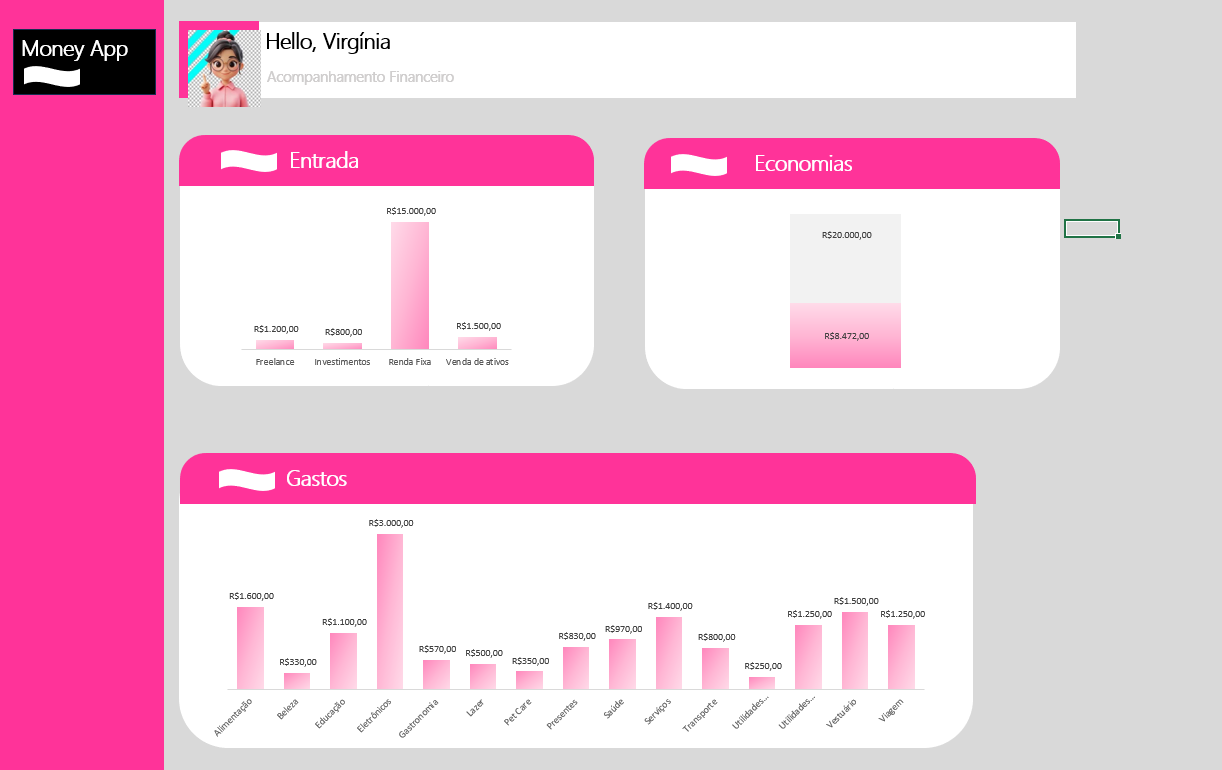 Money App
Hello, Virgínia
Acompanhamento Financeiro
Entrada
R$15.000,00
R$1.200,00
R$800,00
R$1.500,00
Freelance
Investimentos
Renda Fixa
Venda de ativos
Economias
R$20.000,00
R$8.472,00
Gastos
R$1.600,00
R$330,00
R$1.100,00
R$3.000,00
R$570,00
R$500,00
R$350,00
R$830,00
R$970,00
R$1.400,00
R$800,00
R$250,00
R$1.250,00
R$1.500,00
R$1.250,00
Alimentação
Beleza
Educação
Eletrônicos
Gastronomia
Lazer
Pet Care
Presentes
Saúde
Serviços
Transporte
Utilidades...
Utilidades...
Vestuário
Viagem